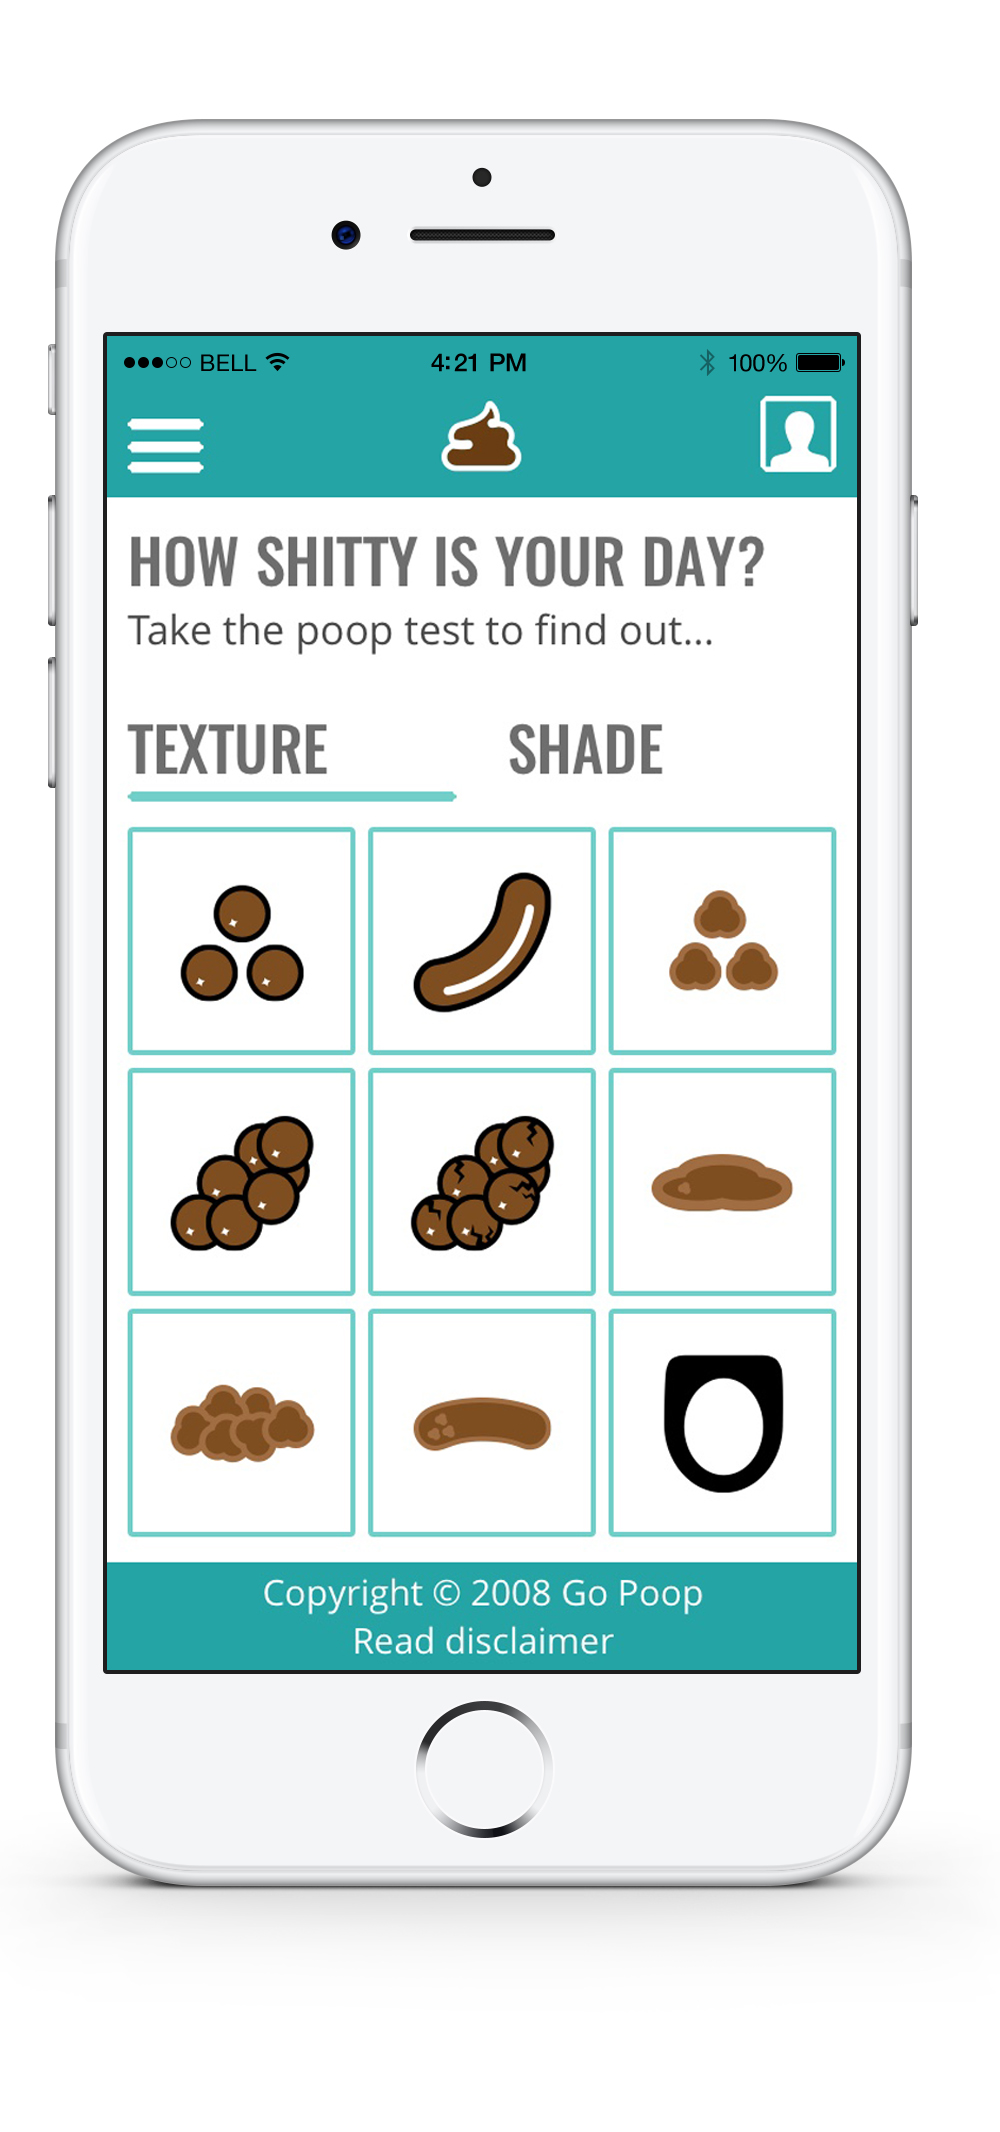 BELL 4:21 PM 100%
HOW SHITTY IS YOUR DAY?
Take the poop test to find out...
TEXTURE SHADE
Copyright © 2008 Go Poop
Read disclaimer